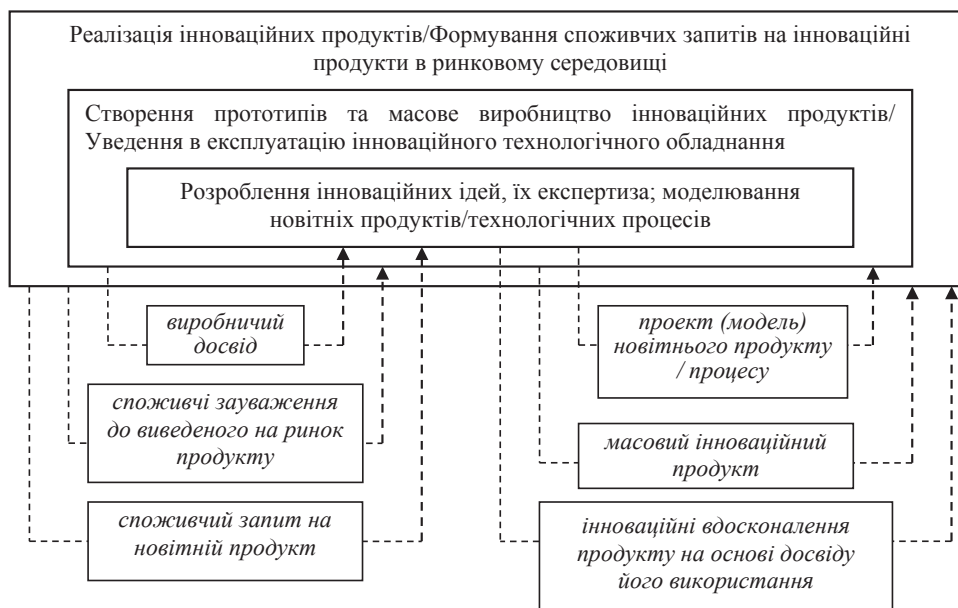 Реалізація інноваційних продуктів/Формування споживчих запитів на інноваційні
продукти в ринковому середовищі
Створення прототипів та масове виробництво інноваційних продуктів/
Уведення в експлуатацію інноваційного технологічного обладнання
Розроблення інноваційних ідей, їх експертиза; моделювання
новітніх продуктів/технологічних процесів
виробничий
досвід
споживчі зауваження
до виведеного на ринок
продукту
споживчий запит на
новітній продукт
проект (модель)
новітнього продукту
/ процесу
масовий інноваційний
продукт
інноваційні вдосконалення
продукту на основі досвіду
його використання